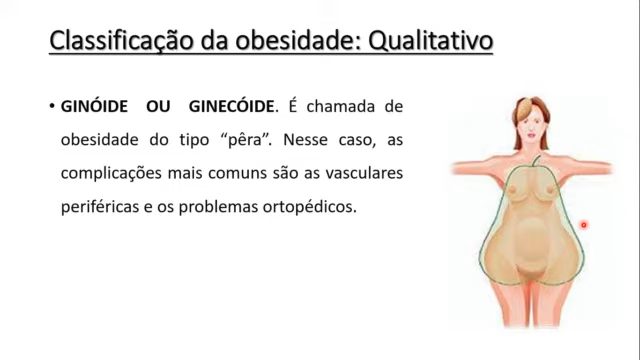 Classificação da obesidade: Qualitativo
• GINÓIDE OU GINECÓIDE. É chamada de
obesidade do tipo “pêra”. Nesse caso, as
complicações mais comuns são as vasculares
periféricas e os problemas ortopédicos.